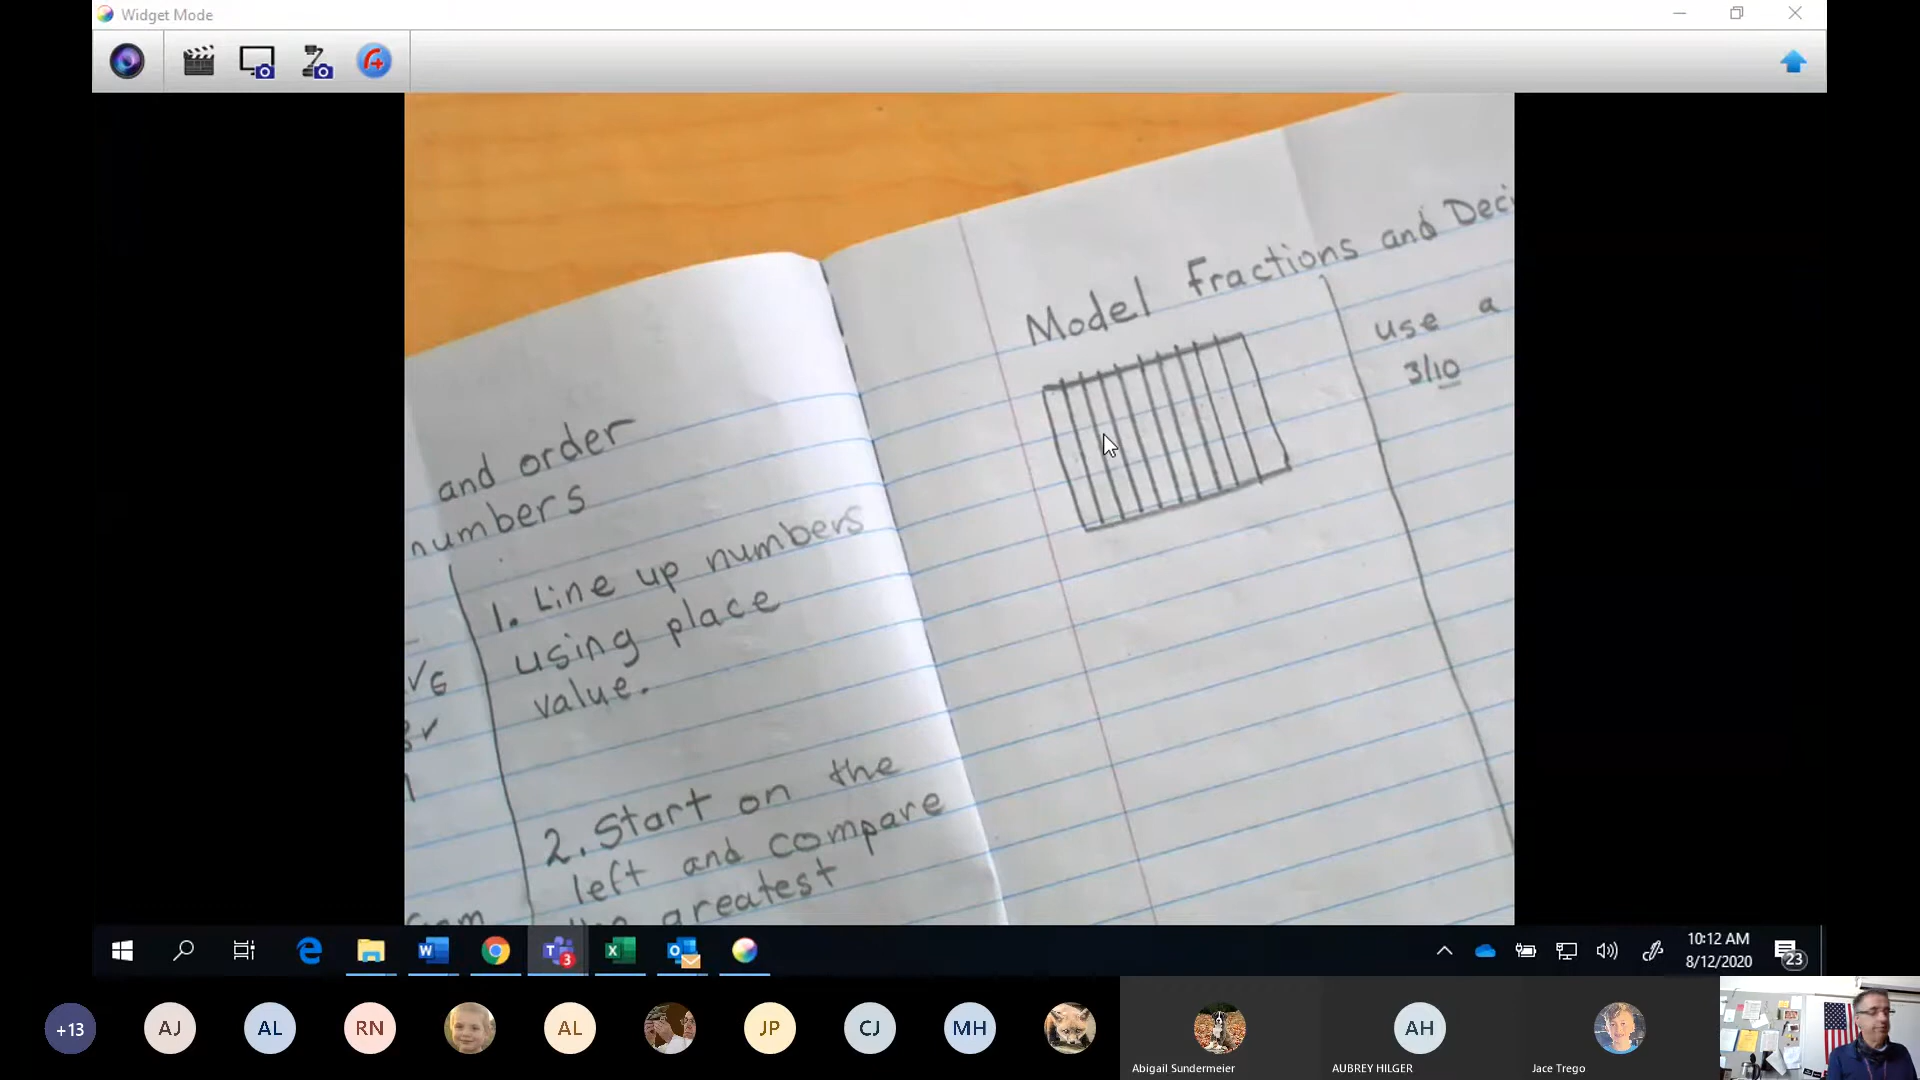 Widget Mode
Model Fractions and Deci
use a
3/10
and order
numbers
1. Line up numbers
using place
value.
2. Start on the
left and compare
greatest
3
10:12 AM
8/12/2020
23
+13
AJ
AL
RN
AL
JP
CJ
MH
AH
Abigail Sundermeier
AUBREY HILGER
Jace Trego